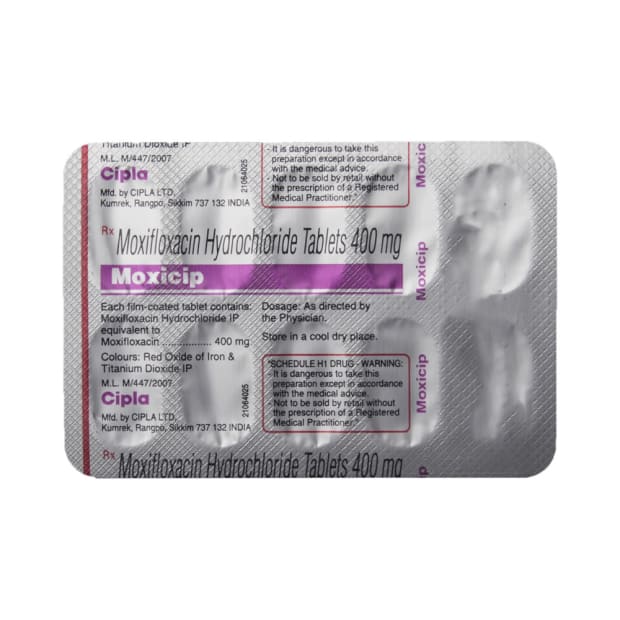 Titanium Dioxide IP
M.L. M/447/2007
Cipla
Mfd. by CIPLA LTD.
Kumrek, Rangpo, Sikkim 737 132 INDIA
21064025
- It is dangerous to take this
preparation except in accordance
with the medical advice.
- Not to be sold by retail without
the prescription of a Registered
Medical Practitioner."
Moxicip
Rx Moxifloxacin Hydrochloride Tablets 400 mg
Moxicip
Moxicip
Each film-coated tablet contains:
Moxifloxacin Hydrochloride IP
equivalent to
Moxifloxacin ................. 400 mg
Colours: Red Oxide of Iron &
Titanium Dioxide IP
M.L. M/447/2007
Cipla
Mfd. by CIPLA LTD.
Kumrek, Rangpo, Sikkim 737 132 INDIA
21064025
Dosage: As directed by
the Physician.
Store in a cool dry place.
"SCHEDULE H1 DRUG - WARNING:
- It is dangerous to take this
preparation except in accordance
with the medical advice.
- Not to be sold by retail without
the prescription of a Registered
Medical Practitioner."
Moxicip
Rx Moxifloxacin Hydrochloride Tablets 400 mg
Moxicip